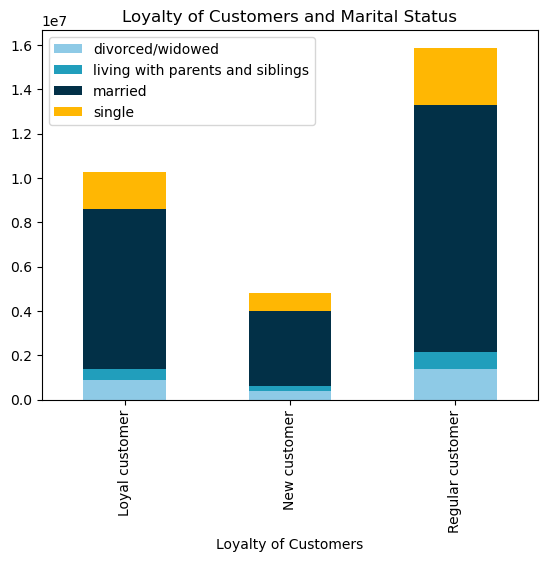 Loyalty of Customers and Marital Status
1e7
divorced/widowed
living with parents and siblings
married
single
1.6
1.4
1.2
1.0
0.8
0.6
0.4
0.2
0.0
Loyal customer
New customer
Regular customer
Loyalty of Customers